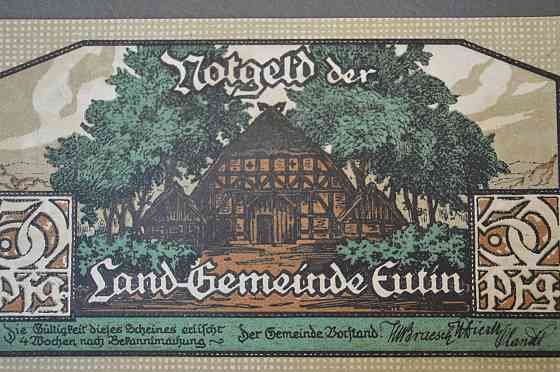 Notgeld der
50 50
Pfg. Pfg.
Land-Gemeinde Eutin
Die Gültigkeit dieses Scheines erlischt
4 Wochen nach Bekanntmachung
Der Gemeinde Vorstand: